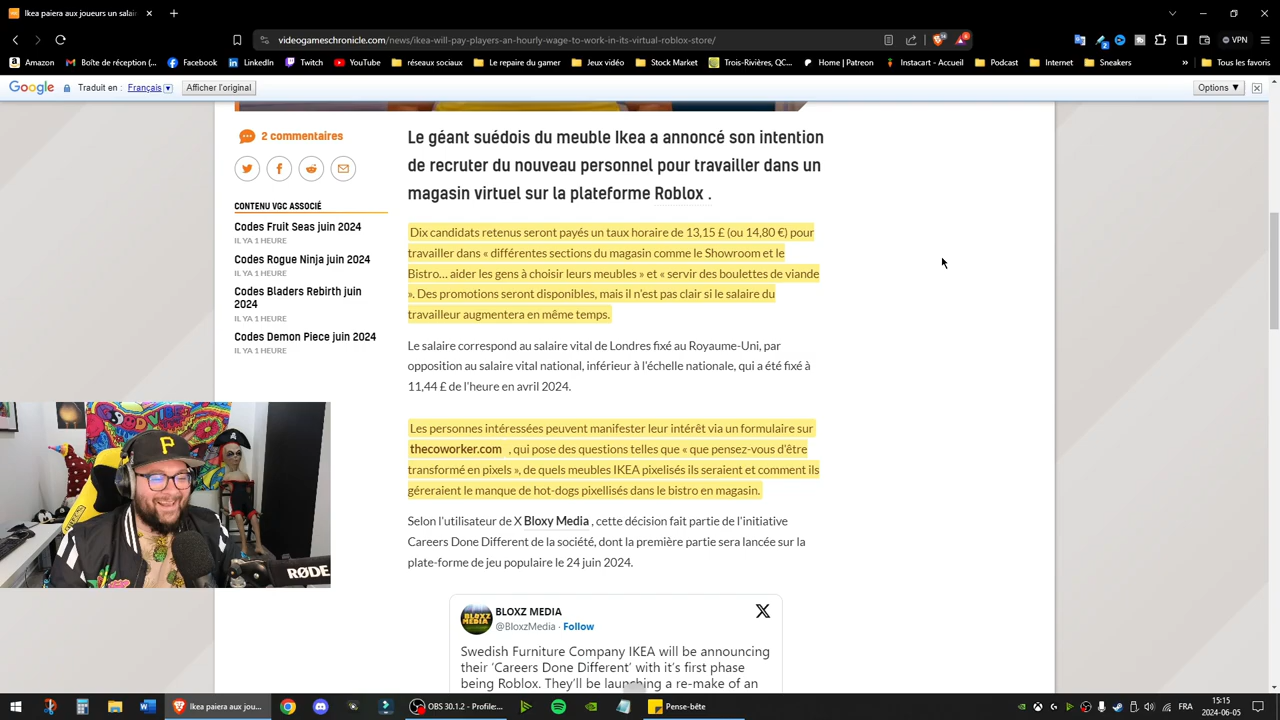 Ikea paiera aux jours un salair
videogameschronicle.com/news/ikea-will-pay-players-an-hourly-wage-to-work-in-its-virtual-roblox-store/
VPN
Amazon
Boîte de réception (...
Facebook
LinkedIn
Twitch
YouTube
réseaux sociaux
Le repaire du gamer
Jeux vidéo
Stock Market
Trois-Rivières, QC...
Home | Patreon
Instacart - Accueil
Podcast
Internet
Sneakers
»
Tous les favoris
Google
Traduit en : Français
Afficher l'original
Options ▼
2 commentaires
CONTENU VGC ASSOCIÉ
Codes Fruit Seas juin 2024
IL YA 1 HEURE
Codes Rogue Ninja juin 2024
IL YA 1 HEURE
Codes Bladers Rebirth juin
2024
IL YA 1 HEURE
Codes Demon Piece juin 2024
IL YA 1 HEURE
Le géant suédois du meuble Ikea a annoncé son intention
de recruter du nouveau personnel pour travailler dans un
magasin virtuel sur la plateforme Roblox .
Dix candidats retenus seront payés un taux horaire de 13,15 £ (ou 14,80 €) pour
travailler dans « différentes sections du magasin comme le Showroom et le
Bistro… aider les gens à choisir leurs meubles » et « servir des boulettes de viande
». Des promotions seront disponibles, mais il n'est pas clair si le salaire du
travailleur augmentera en même temps.
Le salaire correspond au salaire vital de Londres fixé au Royaume-Uni, par
opposition au salaire vital national, inférieur à l'échelle nationale, qui a été fixé à
11,44 £ de l'heure en avril 2024.
Les personnes intéressées peuvent manifester leur intérêt via un formulaire sur
thecoworker.com , qui pose des questions telles que « que pensez-vous d'être
transformé en pixels », de quels meubles IKEA pixelisés ils seraient et comment ils
géreraient le manque de hot-dogs pixellisés dans le bistro en magasin.
Selon l'utilisateur de X Bloxy Media , cette décision fait partie de l'initiative
Careers Done Different de la société, dont la première partie sera lancée sur la
plate-forme de jeu populaire le 24 juin 2024.
BLOXZ MEDIA
@BloxzMedia · Follow
Swedish Furniture Company IKEA will be announcing
their 'Careers Done Different' with it's first phase
being Roblox. They'll be launching a re-make of an
P
RØDE
Ikea paiera aux jou...
OBS 30.1.2 - Profile:...
Pense-bête
FRA
15:15
2024-06-05